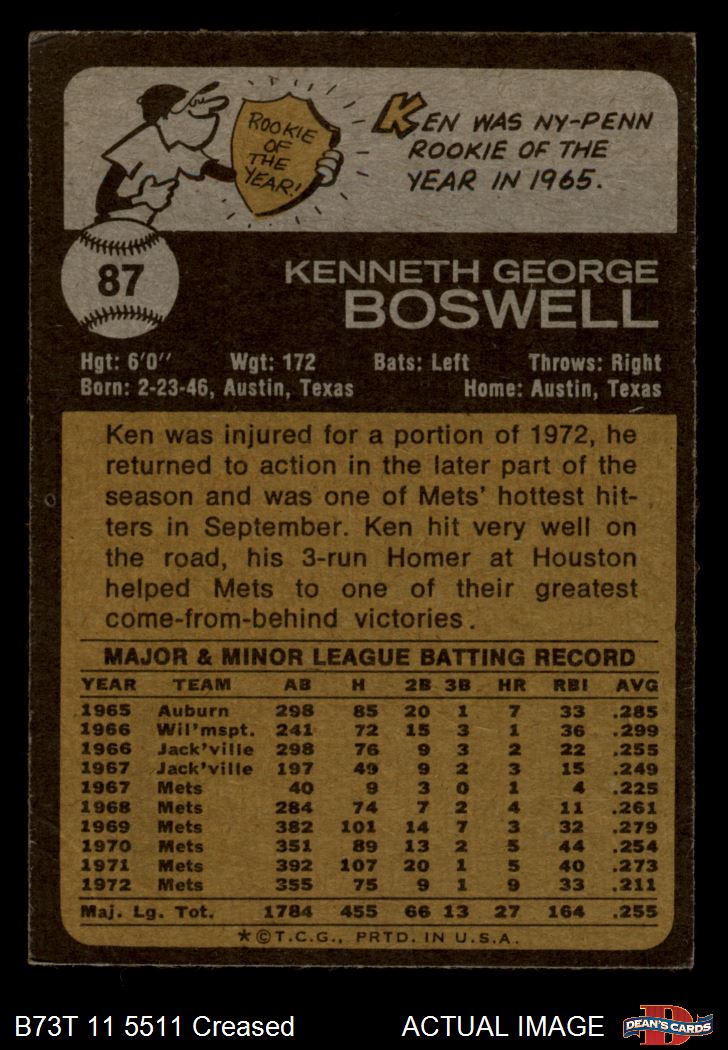 ROOKIE
OF
THE
YEAR!
KEN WAS NY-PENN
ROOKIE OF THE
YEAR IN 1965.
87
KENNETH GEORGE
BOSWELL
Hgt: 6'0" Wgt: 172 Bats: Left Throws: Right
Born: 2-23-46, Austin, Texas Home: Austin, Texas
Ken was injured for a portion of 1972, he
returned to action in the later part of the
season and was one of Mets' hottest hit-
ters in September. Ken hit very well on
the road, his 3-run Homer at Houston
helped Mets to one of their greatest
come-from-behind victories.
MAJOR & MINOR LEAGUE BATTING RECORD
YEAR TEAM AB H 2B 3B HR RBI AVG
1965 Auburn 298 85 20 1 7 33 .285
1966 Wil'mspt. 241 72 15 3 1 36 .299
1966 Jack'ville 298 76 9 3 2 22 .255
1967 Jack'ville 197 49 9 2 3 15 .249
1967 Mets 40 9 3 0 1 4 .225
1968 Mets 284 74 7 2 4 11 .261
1969 Mets 382 101 14 7 3 32 .279
1970 Mets 351 89 13 2 5 44 .254
1971 Mets 392 107 20 1 5 40 .273
1972 Mets 355 75 9 1 9 33 .211
Maj. Lg. Tot. 1784 455 66 13 27 164 .255
*©T.C.G., PRTD. IN U.S.A.
B73T 11 5511 Creased ACTUAL IMAGE
D
DEAN'S CARDS